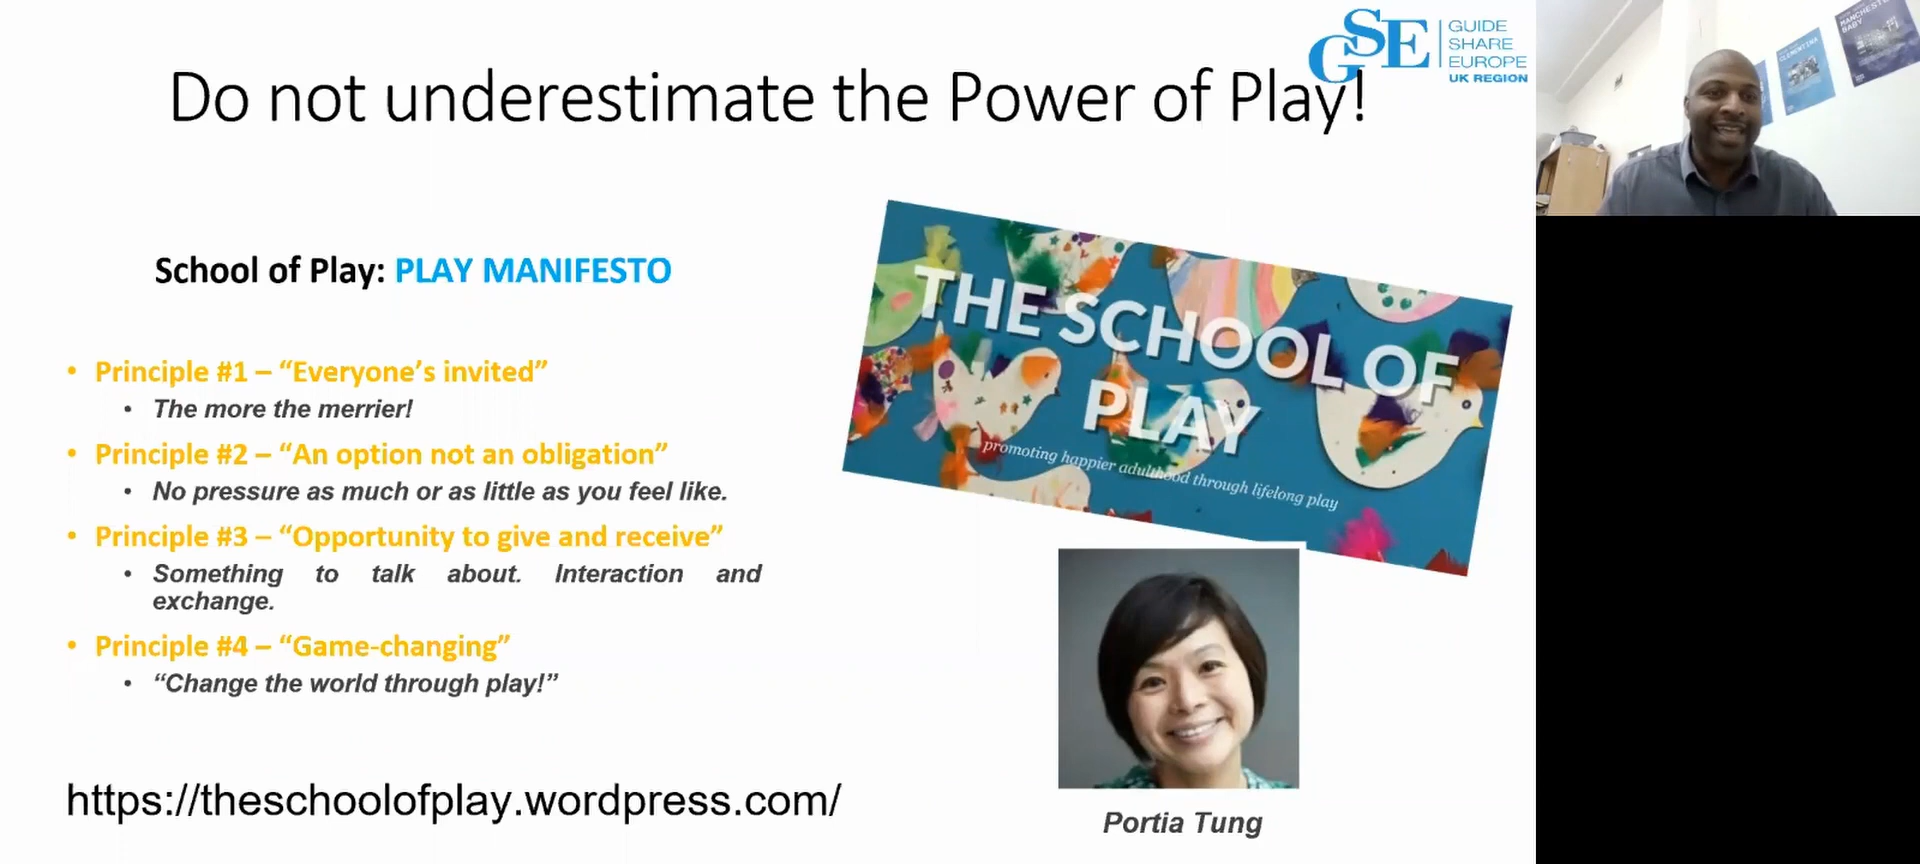 GSE
GUIDE
SHARE
EUROPE
UK REGION
Do not underestimate the Power of Play!
School of Play: PLAY MANIFESTO
• Principle #1 – “Everyone’s invited”
• The more the merrier!
• Principle #2 – “An option not an obligation”
• No pressure as much or as little as you feel like.
• Principle #3 – “Opportunity to give and receive”
• Something to talk about. Interaction and
exchange.
• Principle #4 – “Game-changing”
• “Change the world through play!”
https://theschoolofplay.wordpress.com/
THE SCHOOL OF
PLAY
promoting happier adulthood through lifelong play
Portia Tung
CLEMENTINA
MANCHESTER
BABY